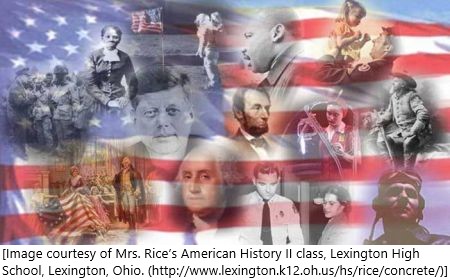 [Image courtesy of Mrs. Rice's American History II class, Lexington High
School, Lexington, Ohio. (http://www.lexington.k12.oh.us/hs/rice/concrete/)]